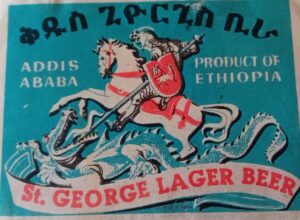 ቅዱስ ጊዮርጊስ ቢራ
ADDIS ABABA
PRODUCT OF ETHIOPIA
St. GEORGE LAGER BEER